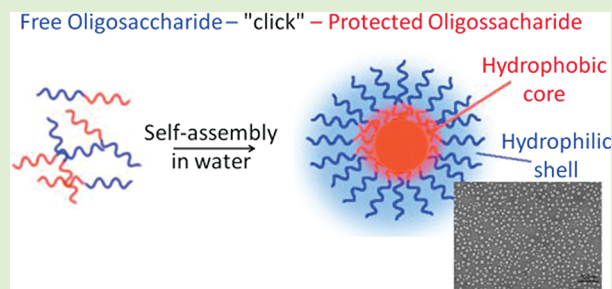 Free Oligosaccharide – "click" – Protected Oligossacharide
Hydrophobic
core
Self-assembly
in water
Hydrophilic
shell